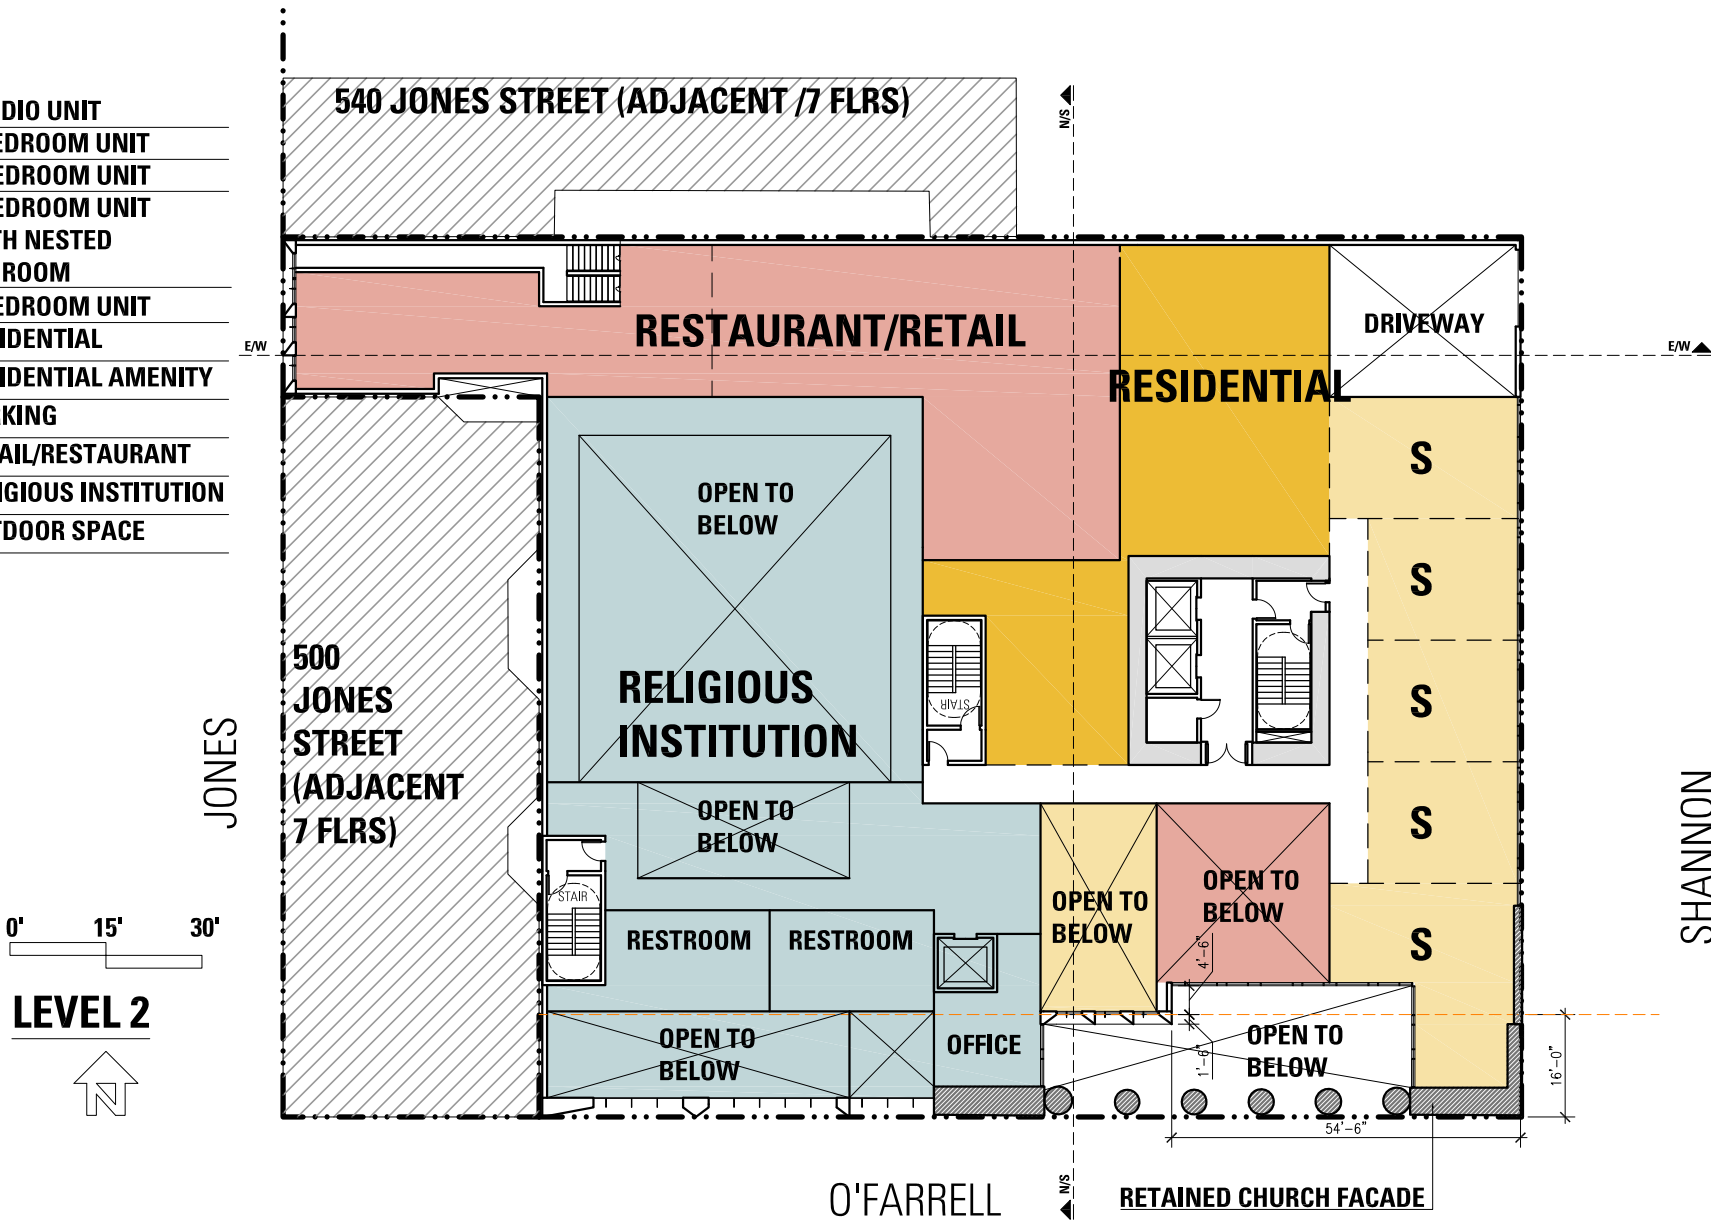 540 JONES STREET (ADJACENT /7 FLRS)
N/S
DIO UNIT
EDROOM UNIT
EDROOM UNIT
EDROOM UNIT
TH NESTED
ROOM
EDROOM UNIT
IDENTIAL
IDENTIAL AMENITY
RKING
AIL/RESTAURANT
IGIOUS INSTITUTION
TDOOR SPACE
E/W
E/W
RESTAURANT/RETAIL
DRIVEWAY
RESIDENTIAL
S
S
S
S
S
OPEN TO
BELOW
RELIGIOUS
INSTITUTION
STAIR
500
JONES
STREET
(ADJACENT
7 FLRS)
JONES
SHANNON
OPEN TO
BELOW
STAIR
RESTROOM
RESTROOM
OPEN TO
BELOW
OPEN TO
BELOW
4'-6"
1'-6"
OPEN TO
BELOW
OFFICE
OPEN TO
BELOW
16'-0"
54'-6"
0' 15' 30'
LEVEL 2
N
O'FARRELL
N/S
RETAINED CHURCH FACADE